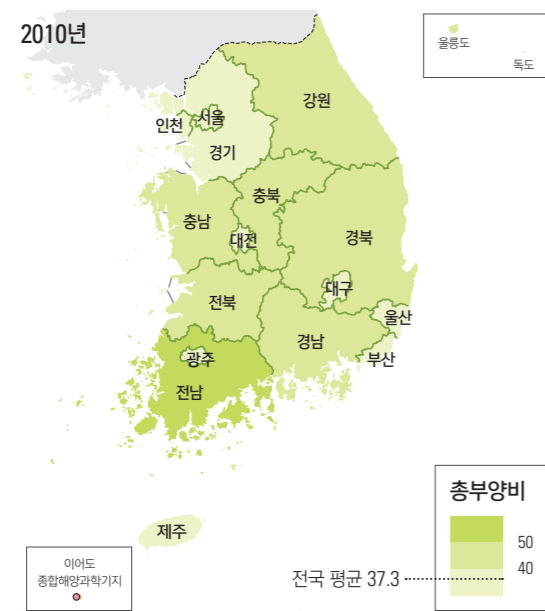 2010년
울릉도
독도
강원
서울
인천
경기
충북
충남
대전
경북
대구
전북
울산
경남
부산
광주
전남
제주
총부양비
50
40
전국 평균 37.3
이어도
종합해양과학기지